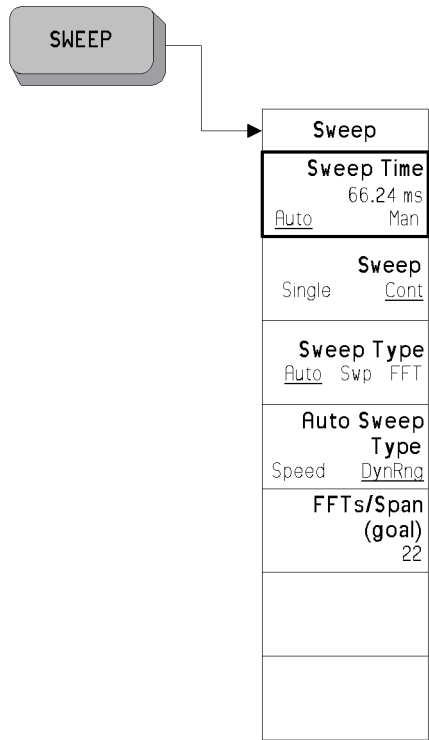 SWEEP
Sweep
Sweep Time
66.24 ms
Auto Man
Sweep
Single Cont
Sweep Type
Auto Swp FFT
Auto Sweep
Type
Speed DynRng
FFTs/Span
(goal)
22